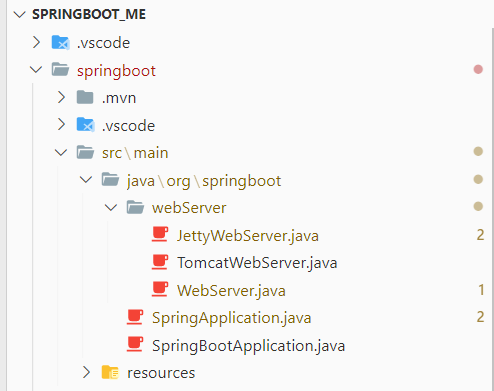 SPRINGBOOT_ME
.vscode
springboot
.mvn
.vscode
src\main
java\org\springboot
webServer
JettyWebServer.java 2
TomcatWebServer.java
WebServer.java 1
SpringApplication.java 2
SpringBootApplication.java
resources